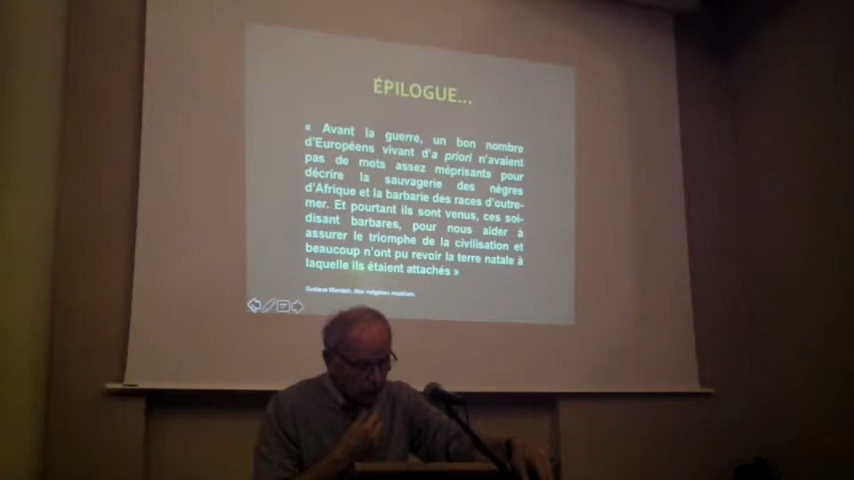 ÉPILOGUE...
« Avant la guerre, un bon nombre
d'Européens vivant d'a priori n'avaient
pas de mots assez méprisants pour
décrire la sauvagerie des nègres
d'Afrique et la barbarie des races d'outre-
mer. Et pourtant ils sont venus, ces soi-
disant barbares, pour nous aider à
assurer le triomphe de la civilisation et
beaucoup n'ont pu revoir la terre natale à
laquelle ils étaient attachés »
Gustave